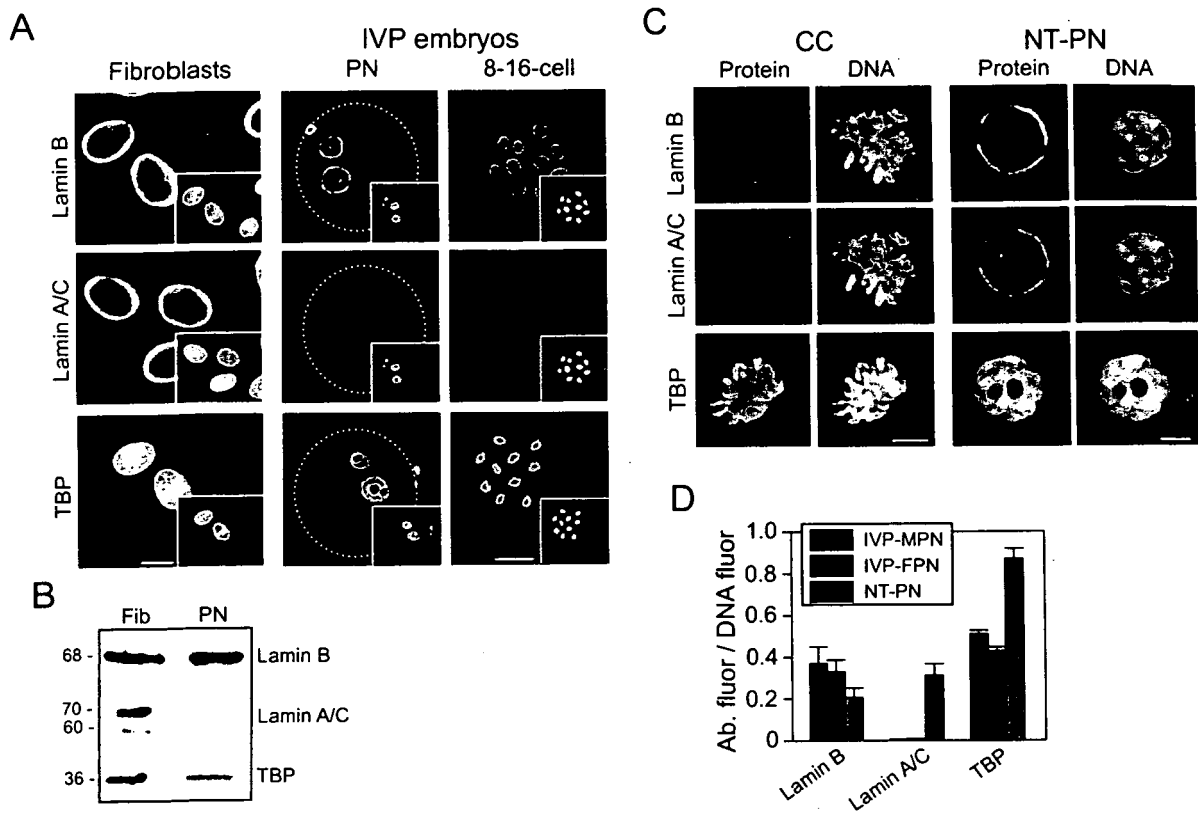 A
IVP embryos
Fibroblasts
PN
8-16-cell
Lamin B
Lamin A/C
TBP
B
Fib
PN
68 -
Lamin B
70 -
Lamin A/C
60 -
36 -
TBP
C
CC
NT-PN
Protein
DNA
Protein
DNA
Lamin B
Lamin A/C
TBP
D
Ab. fluor / DNA fluor
1.0
0.8
0.6
0.4
0.2
0
IVP-MPN
IVP-FPN
NT-PN
Lamin B
Lamin A/C
TBP